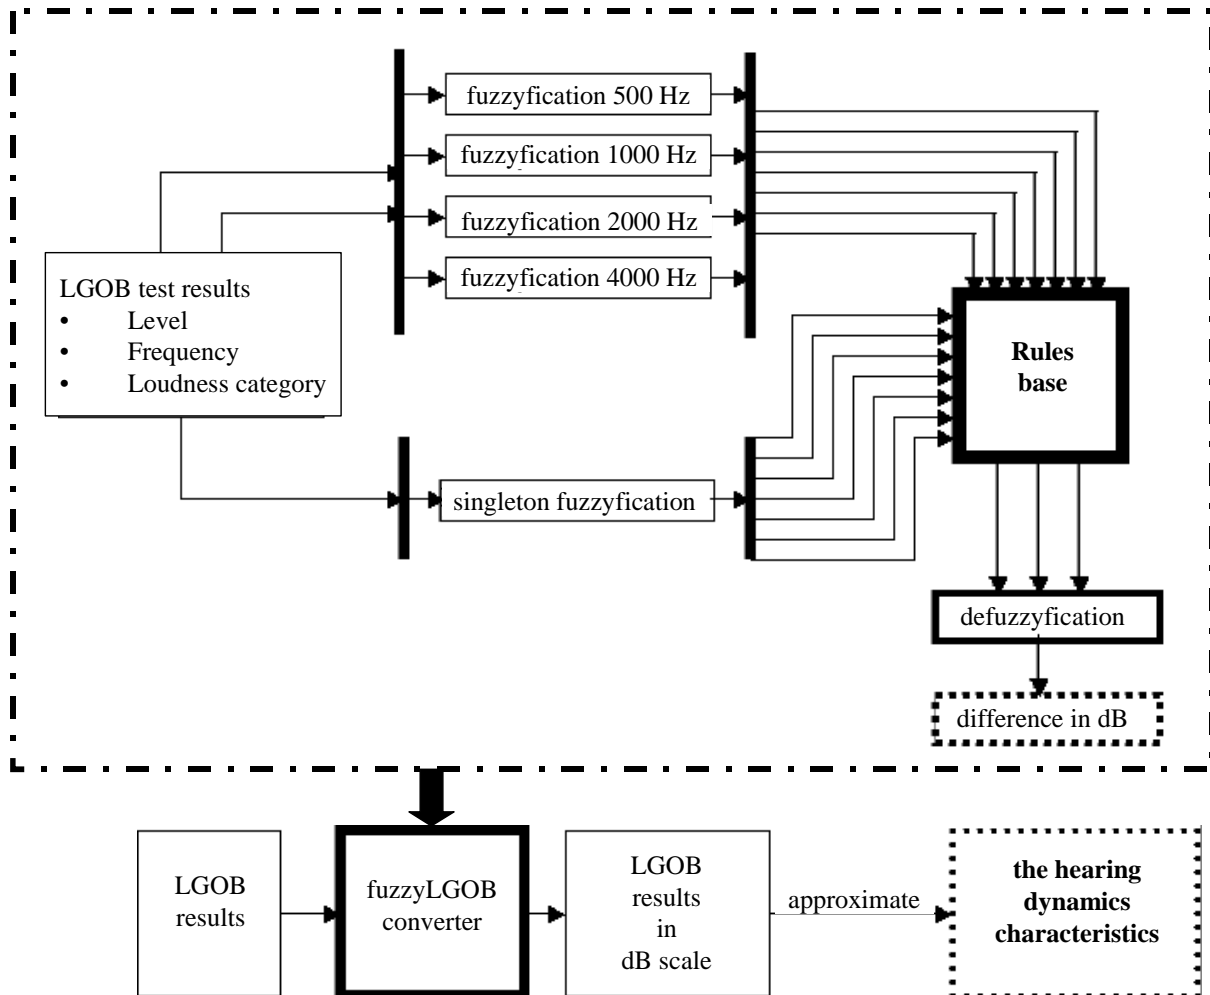 fuzzyfication 500 Hz
fuzzyfication 1000 Hz
fuzzyfication 2000 Hz
fuzzyfication 4000 Hz
LGOB test results
• Level
• Frequency
• Loudness category
Rules
base
singleton fuzzyfication
defuzzyfication
difference in dB
LGOB
results
fuzzyLGOB
converter
LGOB
results
in
dB scale
approximate
the hearing
dynamics
characteristics